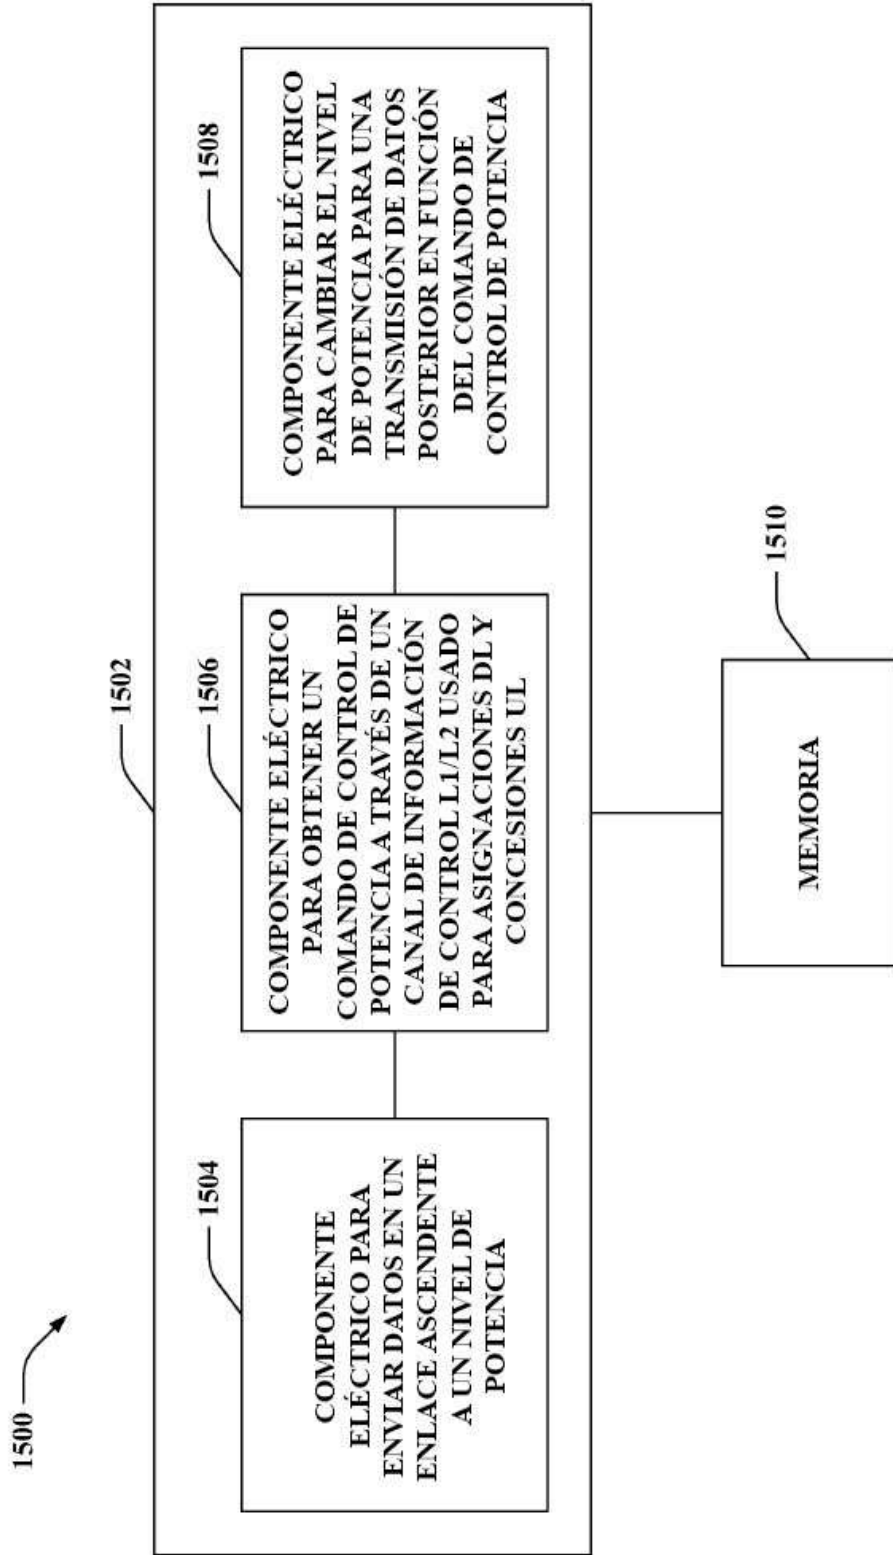 1500
1502
1504
COMPONENTE
ELÉCTRICO PARA
ENVIAR DATOS EN UN
ENLACE ASCENDENTE
A UN NIVEL DE
POTENCIA
1506
COMPONENTE ELÉCTRICO
PARA OBTENER UN
COMANDO DE CONTROL DE
POTENCIA A TRAVÉS DE UN
CANAL DE INFORMACIÓN
DE CONTROL L1/L2 USADO
PARA ASIGNACIONES DL Y
CONCESIONES UL
1508
COMPONENTE ELÉCTRICO
PARA CAMBIAR EL NIVEL
DE POTENCIA PARA UNA
TRANSMISIÓN DE DATOS
POSTERIOR EN FUNCIÓN
DEL COMANDO DE
CONTROL DE POTENCIA
1510
MEMORIA